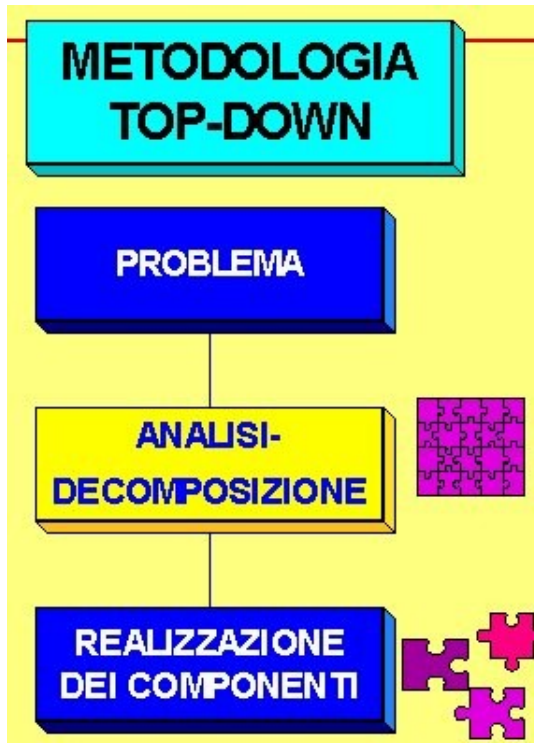 METODOLOGIA
TOP-DOWN
PROBLEMA
ANALISI-
DECOMPOSIZIONE
REALIZZAZIONE
DEI COMPONENTI